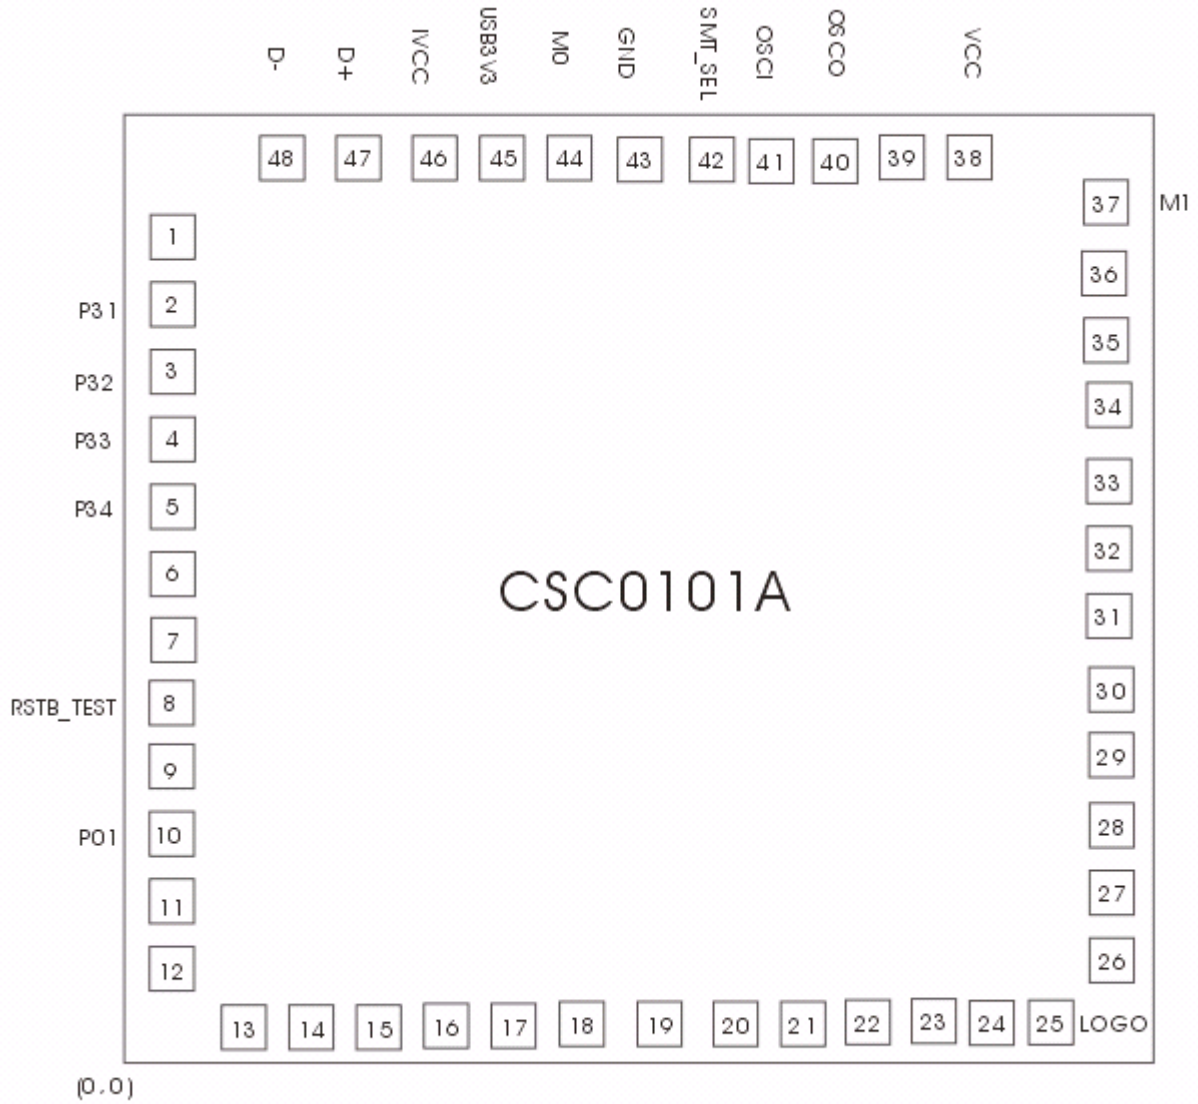 D- D+ IVCC USB3V3 M0 GND SMT_SEL OSCI OSCO VCC
48 47 46 45 44 43 42 41 40 39 38
37 M1
1
36
P31 2
35
P32 3
34
P33 4
33
P34 5
32
6
CSC0101A
31
7
30
RSTB_TEST 8
29
9
28
P01 10
27
11
26
12
13 14 15 16 17 18 19 20 21 22 23 24 25 LOGO
(0,0)